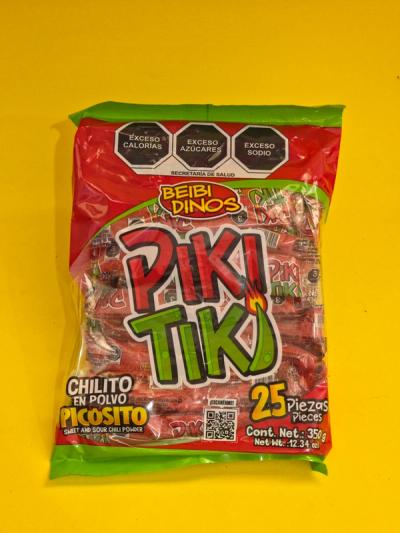 EXCESO
CALORÍAS
EXCESO
AZÚCARES
EXCESO
SODIO
SECRETARÍA DE SALUD
BEIBI
DINOS
PIKI
TIKI
CHILITO
EN POLVO
PICOSITO
SWEET AND SOUR CHILI POWDER
¡ESCANÉAME!
25 Piezas
Pieces
Cont. Net.: 350g
Net Wt.: 12.34 oz